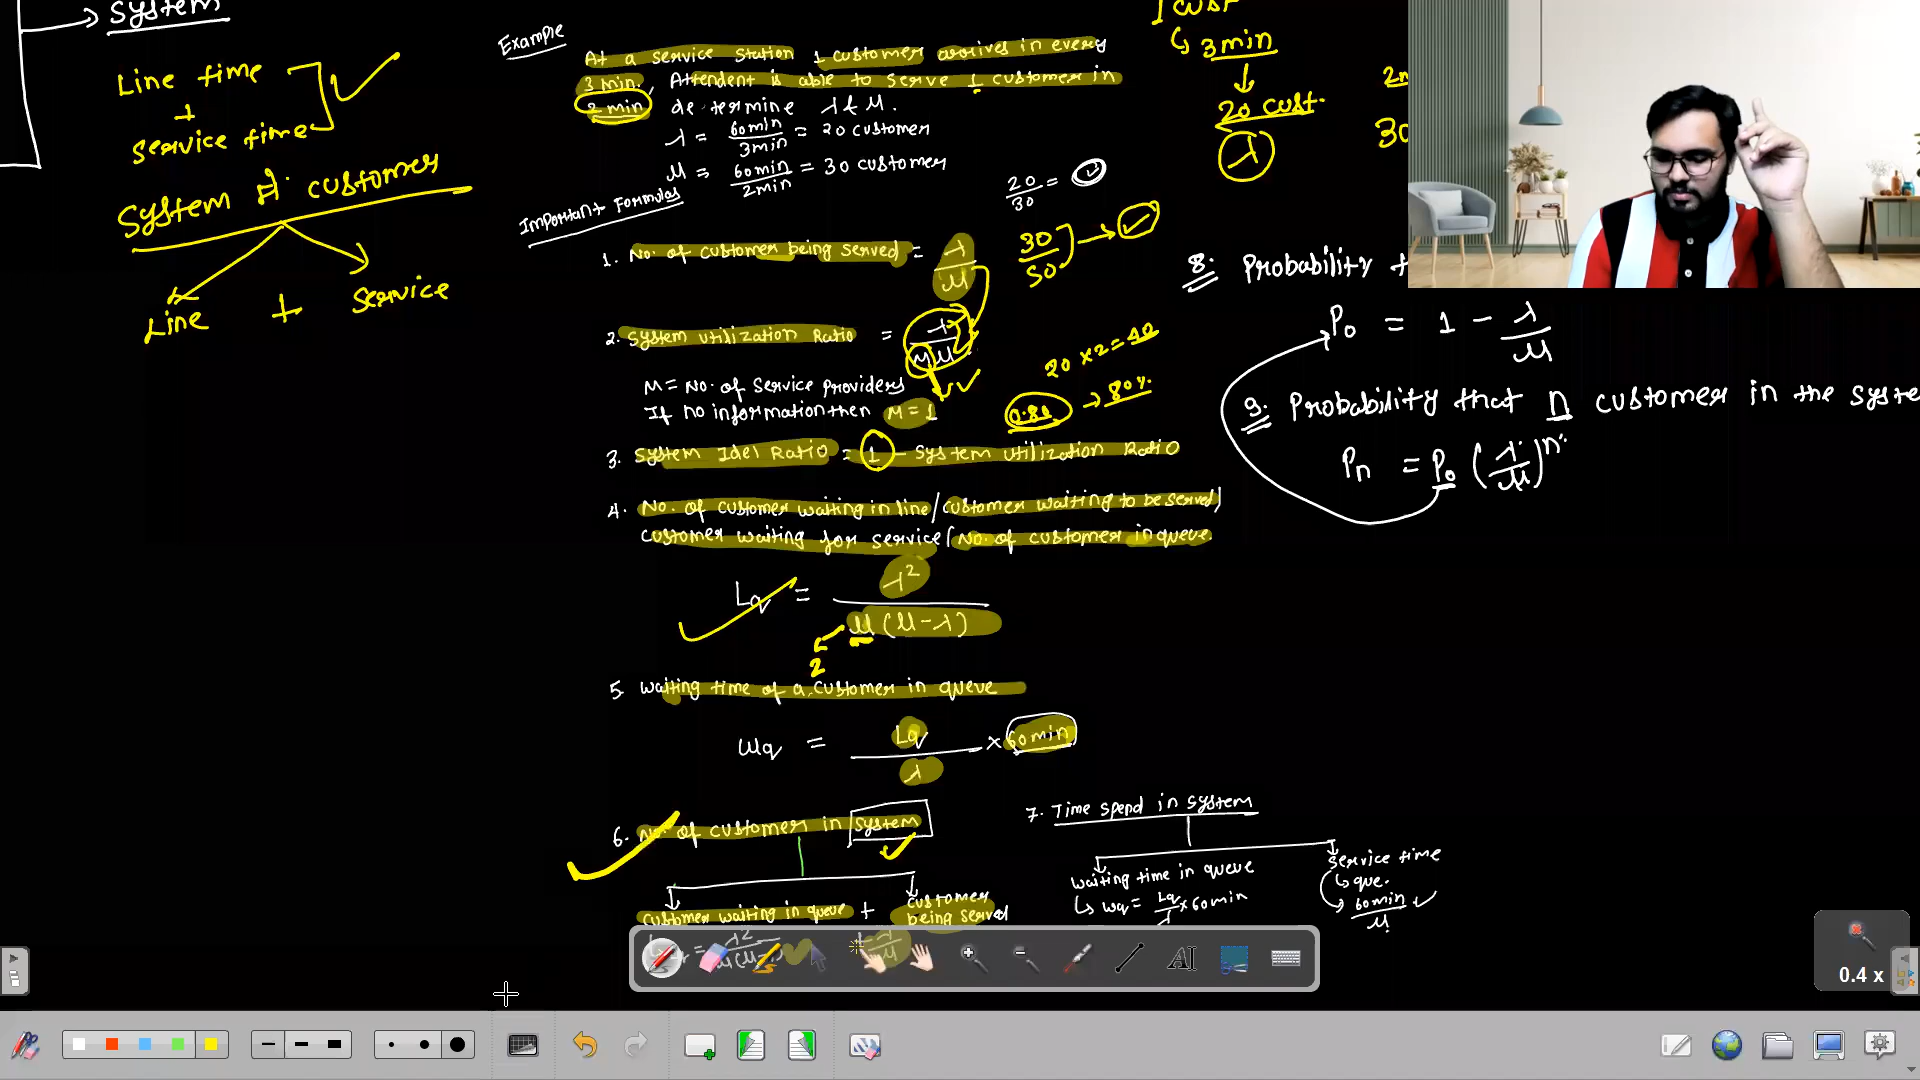 System
Line time
+
Service time
System में customer
Line + Service
Example
At a service station 1 customer arrives in every
3 min., Attendent is able to serve 1 customer in
2 min determine λ & μ.
λ = 60min/3min = 20 customer
μ = 60min/2min = 30 customer
Important Formulas
20/30 =
1. No. of customer being served = λ/μ
30/50
2. System utilization Ratio = λ/Mμ
20 × 2 = 40
M = No. of Service Providers
If no information then M = 1
→ 80%
3. System Idel Ratio = 1 - System utilization Ratio
4. No. of customer waiting in line / customer waiting to be served /
customer waiting for service / No. of customer in queue.
Lq = λ²/μ(μ-λ)
2
5. Waiting time of a customer in queue
Wq = Lq/λ × 60min
6. No. of customer in System
customer waiting in queue + customer being served
7. Time spend in system
Waiting time in queue
↳ Wq = Lq/λ × 60min
Service time
↳ que.
↳ 60min/μ
1 cust
↳ 3 min
↓
20 cust.
λ
30
8. Probability
P0 = 1 - λ/μ
9. Probability that n customer in the syste
Pn = P0 (λ/μ)^n
0.4 x